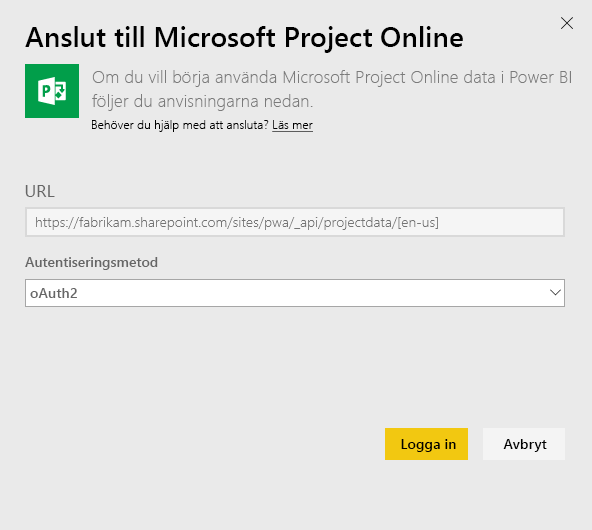 Anslut till Microsoft Project Online
Om du vill börja använda Microsoft Project Online data i Power BI
följer du anvisningarna nedan.
Behöver du hjälp med att ansluta? Läs mer
URL
https://fabrikam.sharepoint.com/sites/pwa/_api/projectdata/[en-us]
Autentiseringsmetod
oAuth2
Logga in
Avbryt